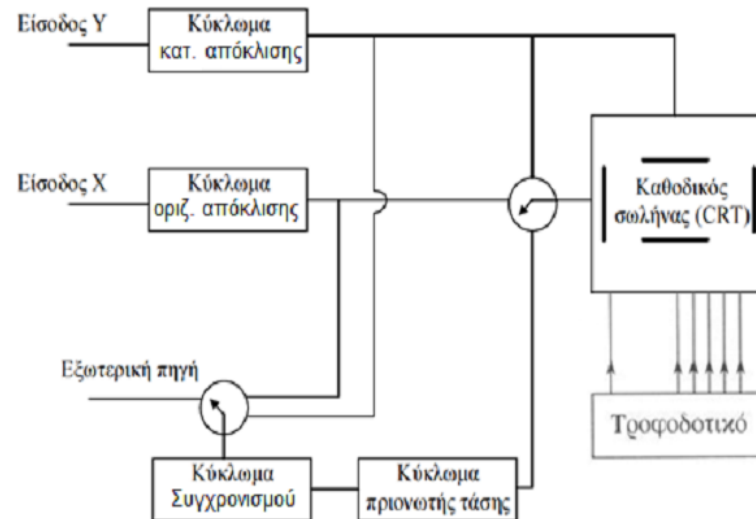 Είσοδος Υ
Κύκλωμα
κατ. απόκλισης
Είσοδος Χ
Κύκλωμα
οριζ. απόκλισης
Καθοδικός
σωλήνας (CRT)
Εξωτερική πηγή
Τροφοδοτικό
Κύκλωμα
Συγχρονισμού
Κύκλωμα
πριονωτής τάσης